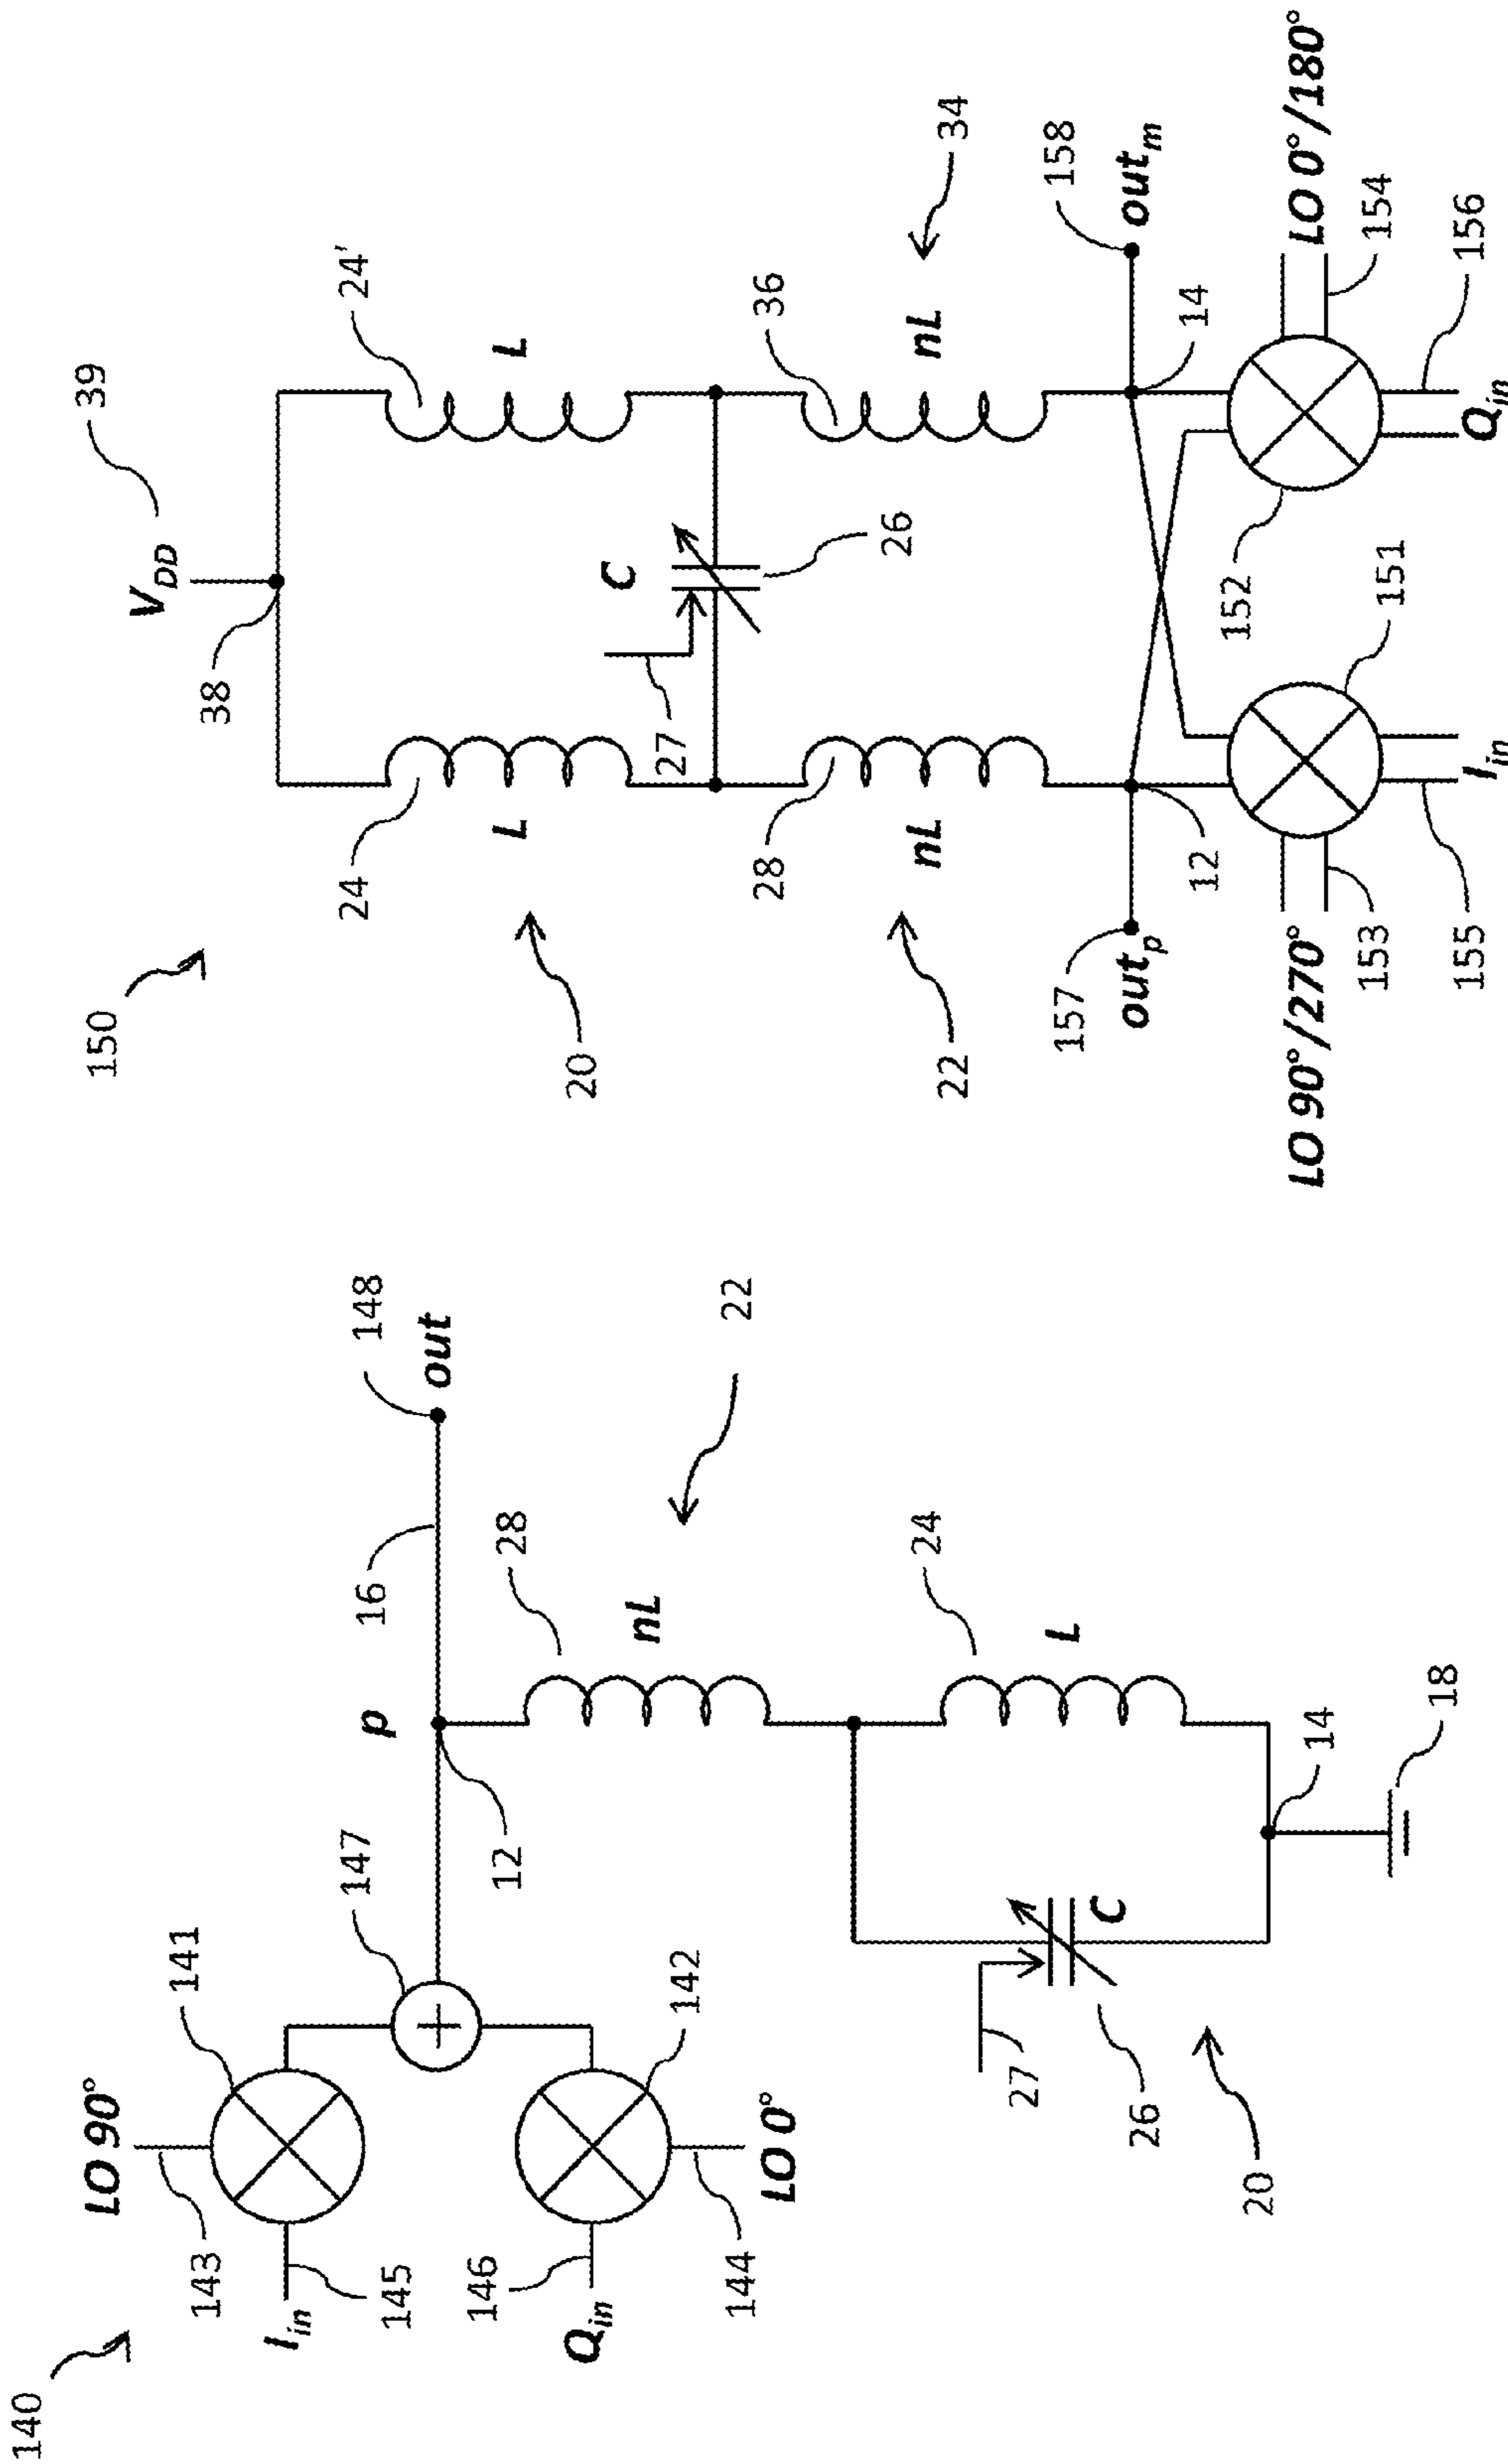 140
LO 90°
143
141
I_in
145
147
p
16
148
out
12
146
Q_in
142
144
LO 0°
28
nL
22
27
C
26
24
L
20
14
18
150
V_DD
39
38
24
L
24'
L
20
C
27
26
28
nL
36
nL
34
22
157
out_p
12
14
158
out_m
LO 90°/270°
153
155
I_in
151
152
LO 0°/180°
154
156
Q_in